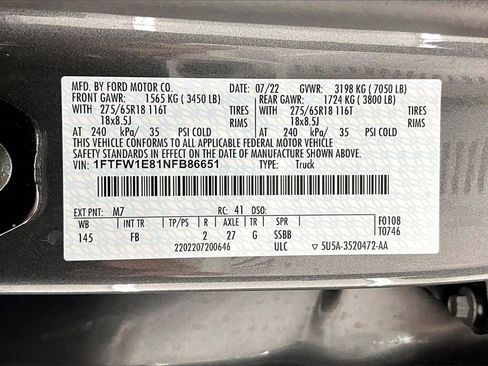 MFD. BY FORD MOTOR CO. DATE: 07/22 GVWR: 3198 KG ( 7050 LB)
FRONT GAWR: 1565 KG ( 3450 LB) REAR GAWR: 1724 KG ( 3800 LB)
WITH 275/65R18 116T TIRES WITH 275/65R18 116T TIRES
18x8.5J RIMS 18x8.5J RIMS
AT 240 kPa/ 35 PSI COLD AT 240 kPa/ 35 PSI COLD
THIS VEHICLE CONFORMS TO ALL APPLICABLE FEDERAL MOTOR VEHICLE
SAFETY STANDARDS IN EFFECT ON THE DATE OF MANUFACTURE SHOWN ABOVE.
VIN: 1FTFW1E81NFB86651 TYPE: Truck
EXT PNT: M7 RC: 41 DSO: F0108
WB INT TR TP/PS R AXLE TR SPR T0746
145 FB 2 27 G SSBB
2202207200646 ULC 5U5A-3520472-AA